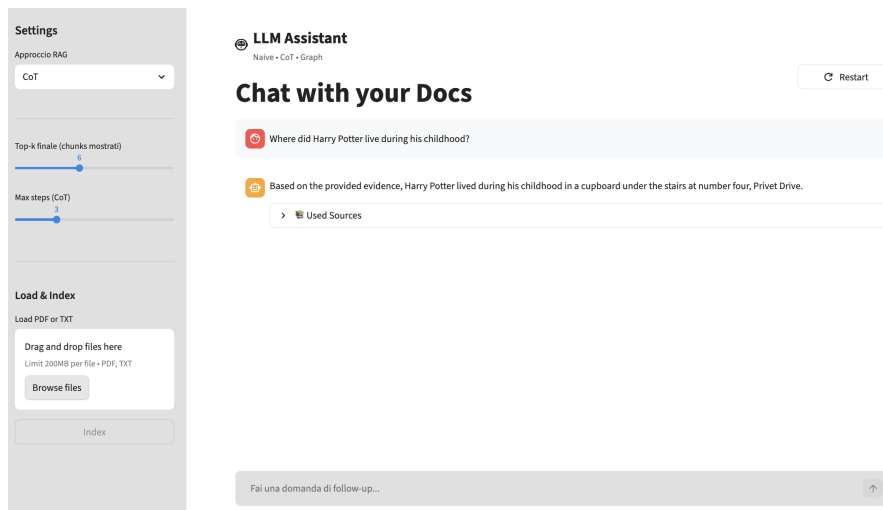 Settings
Approccio RAG
CoT
Top-k finale (chunks mostrati)
6
Max steps (CoT)
3
Load & Index
Load PDF or TXT
Drag and drop files here
Limit 200MB per file • PDF, TXT
Browse files
Index
LLM Assistant
Naive • CoT • Graph
Restart
Chat with your Docs
Where did Harry Potter live during his childhood?
Based on the provided evidence, Harry Potter lived during his childhood in a cupboard under the stairs at number four, Privet Drive.
Used Sources
Fai una domanda di follow-up...